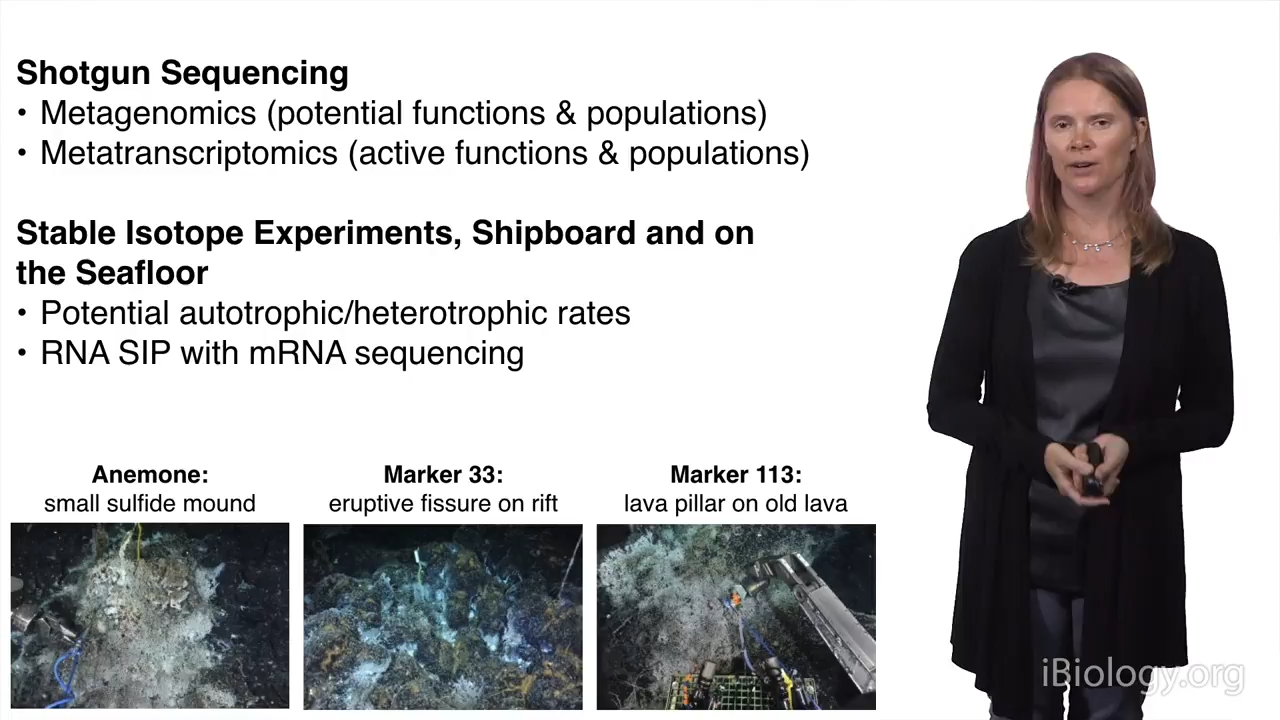 Shotgun Sequencing
• Metagenomics (potential functions & populations)
• Metatranscriptomics (active functions & populations)
Stable Isotope Experiments, Shipboard and on
the Seafloor
• Potential autotrophic/heterotrophic rates
• RNA SIP with mRNA sequencing
Anemone:
small sulfide mound
Marker 33:
eruptive fissure on rift
Marker 113:
lava pillar on old lava
iBiology.org